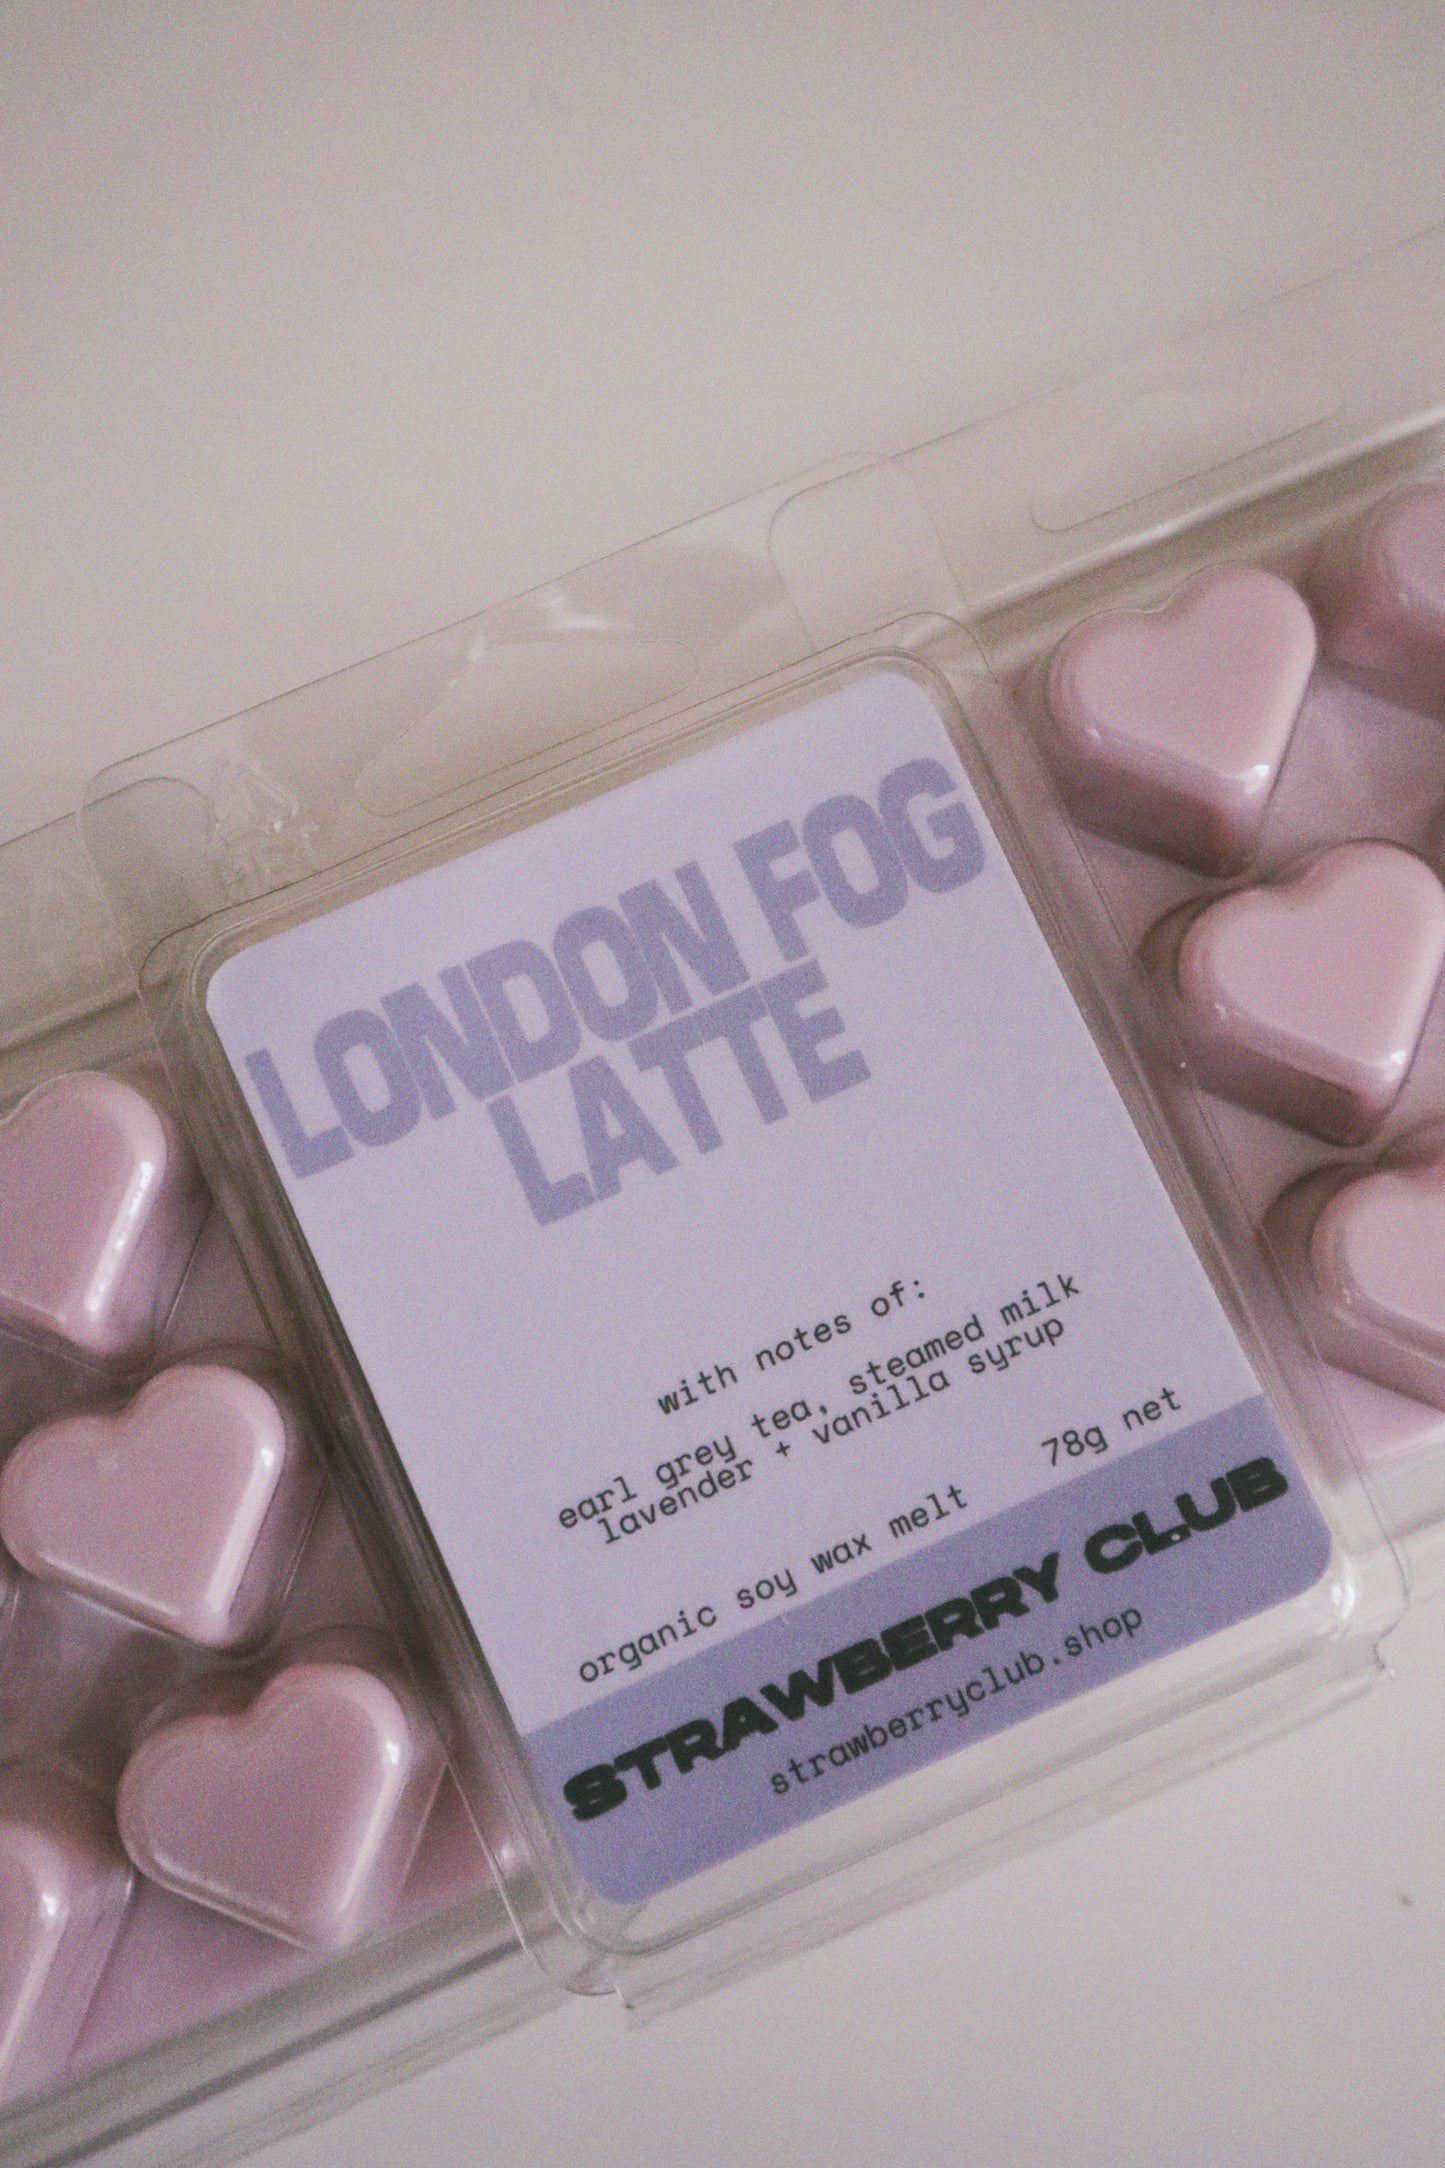 LONDON FOG
LATTE
with notes of:
earl grey tea, steamed milk
lavender + vanilla syrup
organic soy wax melt 78g net
STRAWBERRY CLUB
strawberryclub.shop